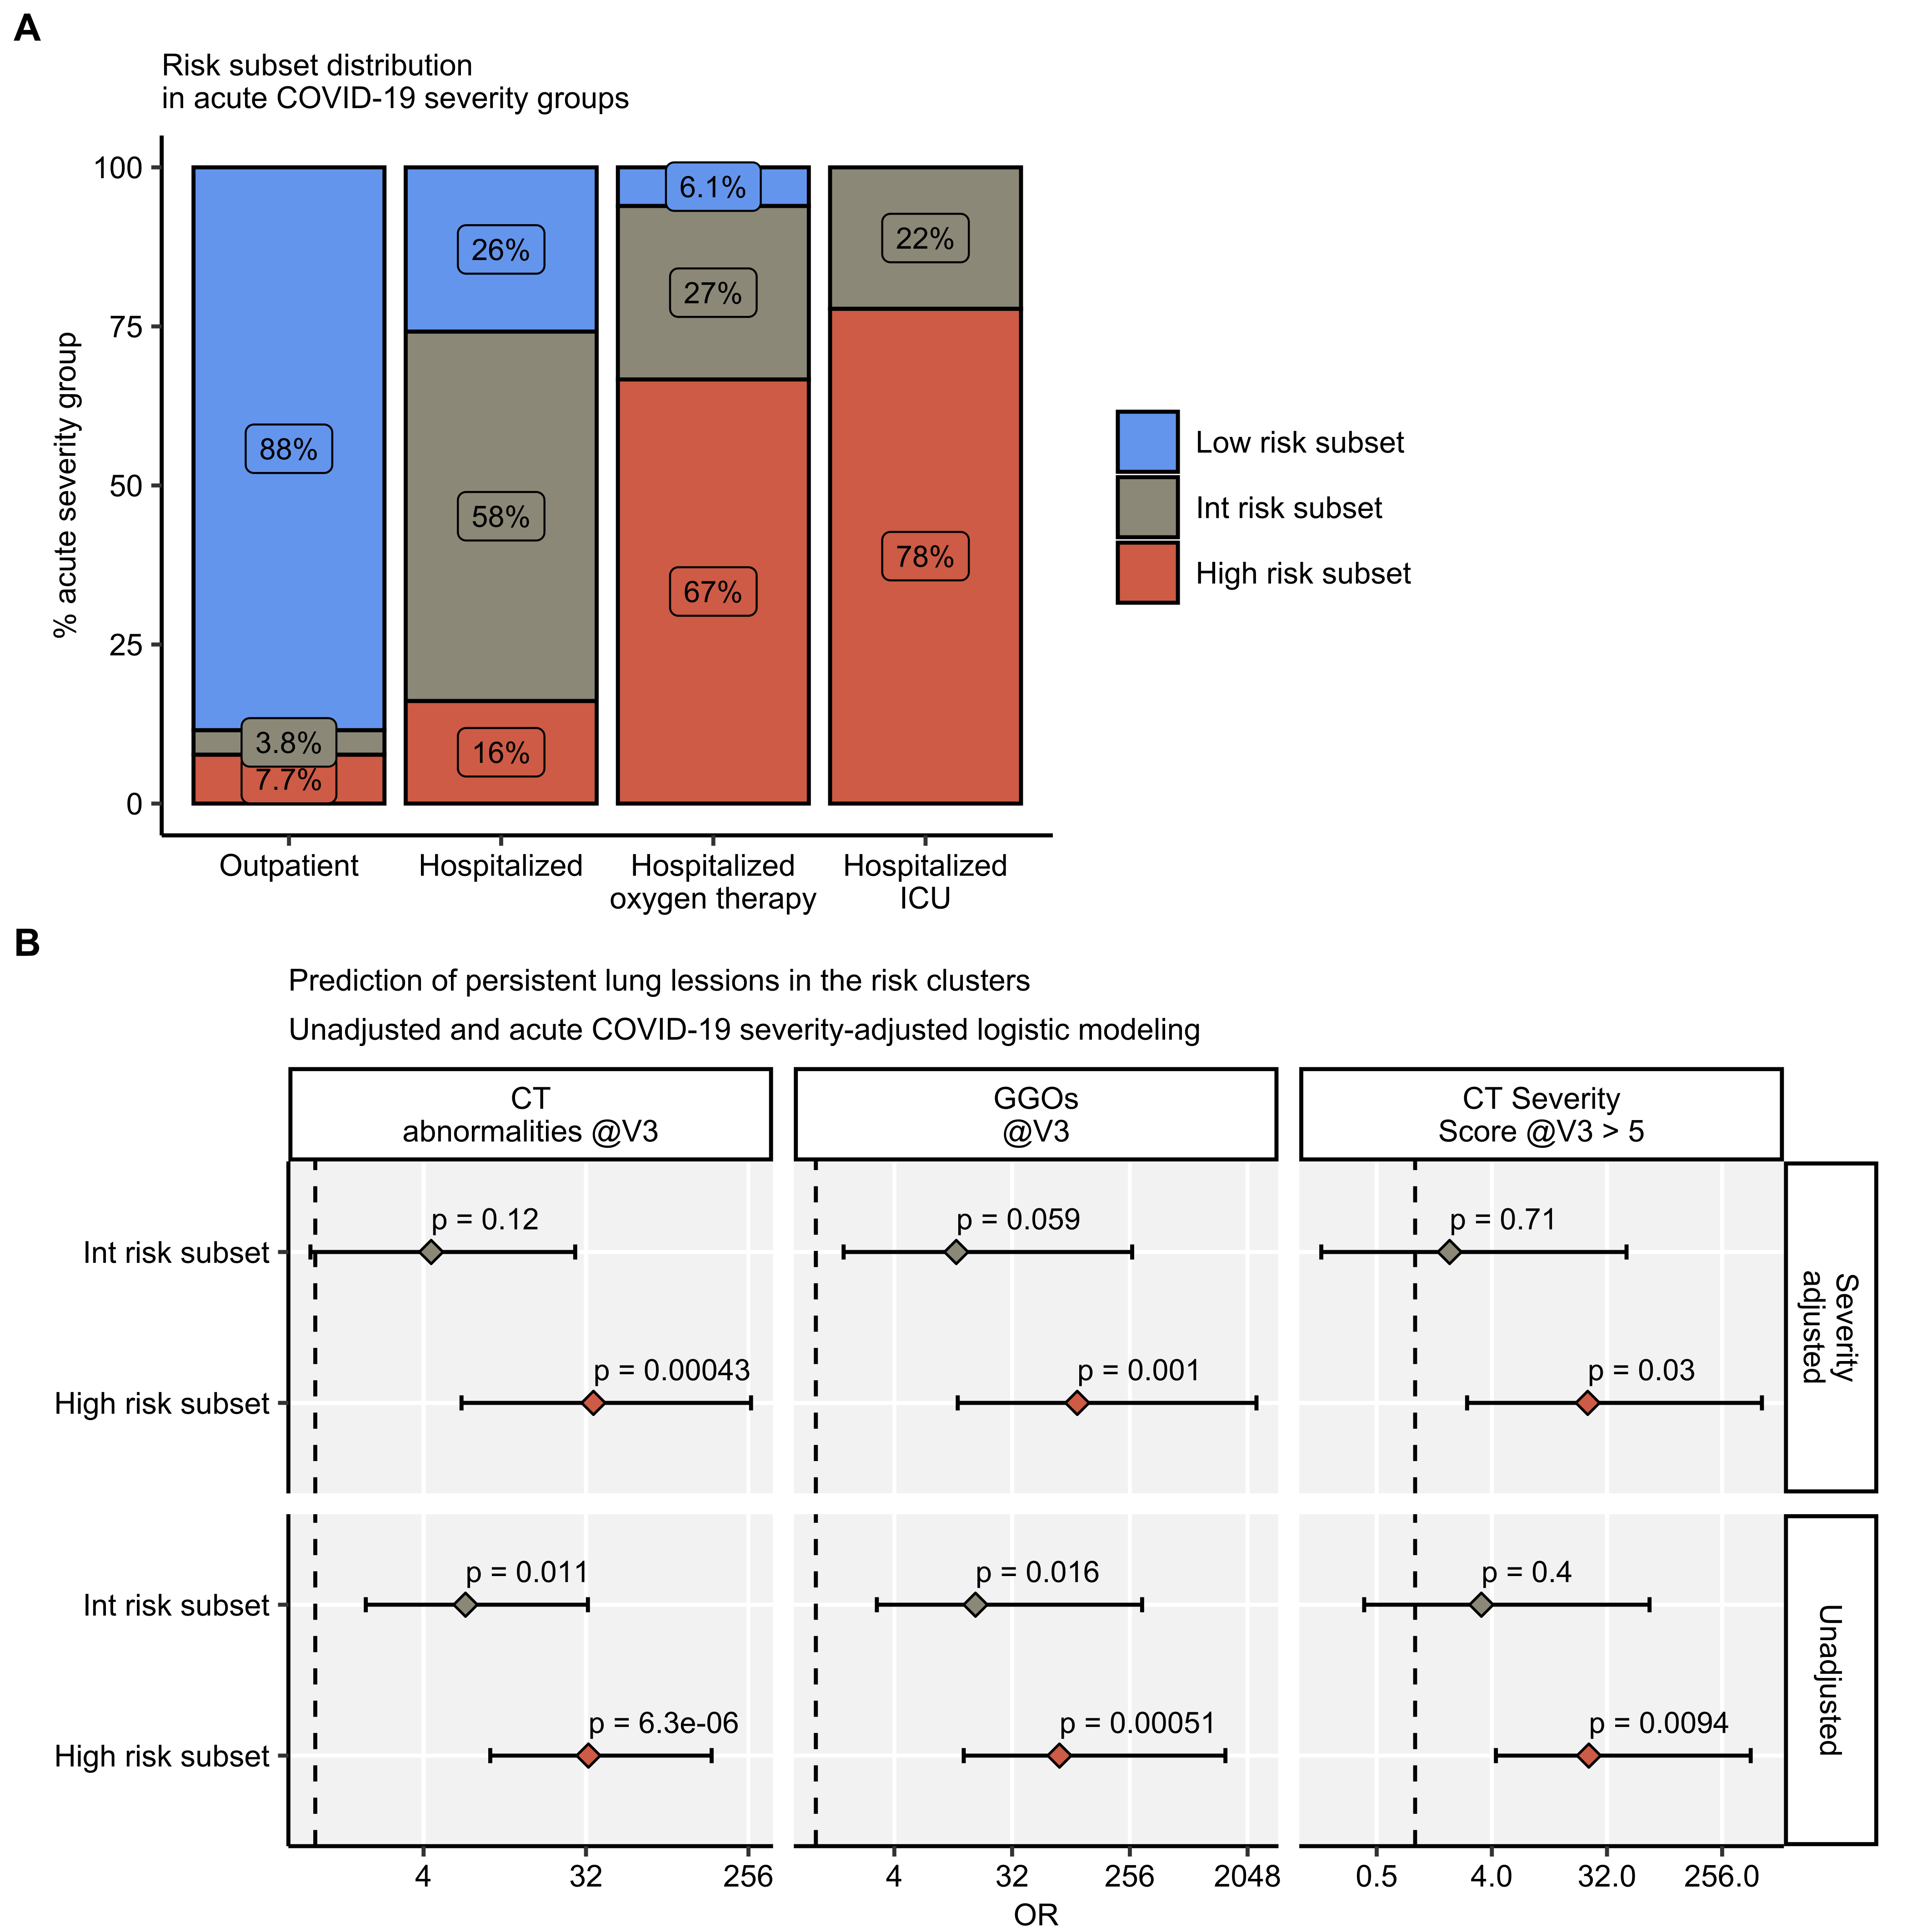 A
Risk subset distribution
in acute COVID-19 severity groups
% acute severity group
100
75
50
25
0
88%
3.8%
7.7%
26%
58%
16%
6.1%
27%
67%
22%
78%
Outpatient
Hospitalized
Hospitalized
oxygen therapy
Hospitalized
ICU
Low risk subset
Int risk subset
High risk subset
B
Prediction of persistent lung lessions in the risk clusters
Unadjusted and acute COVID-19 severity-adjusted logistic modeling
CT
abnormalities @V3
GGOs
@V3
CT Severity
Score @V3 > 5
Int risk subset
p = 0.12
p = 0.059
p = 0.71
High risk subset
p = 0.00043
p = 0.001
p = 0.03
Severity
adjusted
Int risk subset
p = 0.011
p = 0.016
p = 0.4
High risk subset
p = 6.3e-06
p = 0.00051
p = 0.0094
Unadjusted
4
32
256
4
32
256
2048
0.5
4.0
32.0
256.0
OR